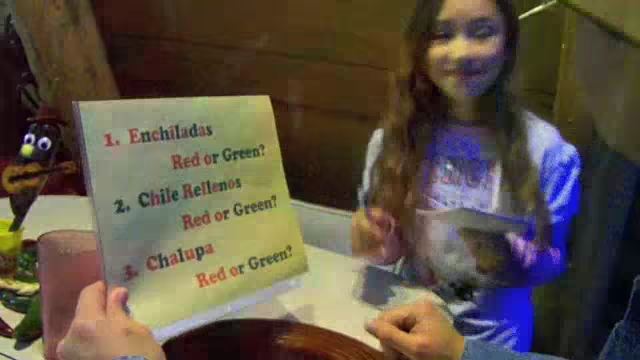 1. Enchiladas
Red or Green?
2. Chile Rellenos
Red or Green?
3. Chalupa
Red or Green?